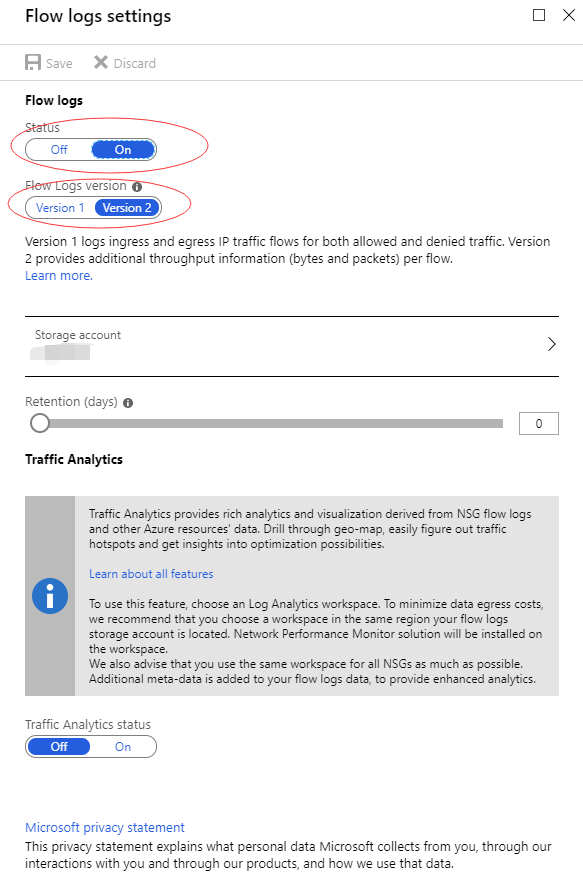 Flow logs settings
Save Discard
Flow logs
Status
Off On
Flow Logs version
Version 1 Version 2
Version 1 logs ingress and egress IP traffic flows for both allowed and denied traffic. Version
2 provides additional throughput information (bytes and packets) per flow.
Learn more.
Storage account
Retention (days)
0
Traffic Analytics
Traffic Analytics provides rich analytics and visualization derived from NSG flow logs
and other Azure resources' data. Drill through geo-map, easily figure out traffic
hotspots and get insights into optimization possibilities.
Learn about all features
To use this feature, choose an Log Analytics workspace. To minimize data egress costs,
we recommend that you choose a workspace in the same region your flow logs
storage account is located. Network Performance Monitor solution will be installed on
the workspace.
We also advise that you use the same workspace for all NSGs as much as possible.
Additional meta-data is added to your flow logs data, to provide enhanced analytics.
Traffic Analytics status
Off On
Microsoft privacy statement
This privacy statement explains what personal data Microsoft collects from you, through our
interactions with you and through our products, and how we use that data.